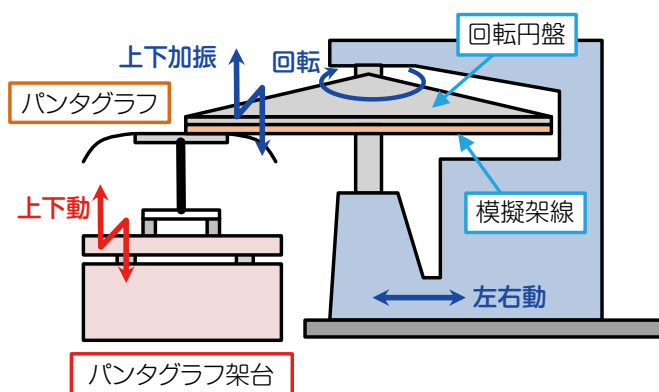 上下加振
回転
回転円盤
パンタグラフ
模擬架線
上下動
左右動
パンタグラフ架台